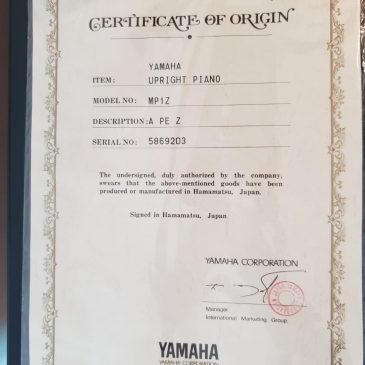 CERTIFICATE OF ORIGIN
YAMAHA
ITEM: UPRIGHT PIANO
MODEL NO: MP1Z
DESCRIPTION: A PE Z
SERIAL NO: 5869203
The undersigned, duly authorized by the company,
swears that the above-mentioned goods have been
produced or manufactured in Hamamatsu, Japan.
Signed in Hamamatsu, Japan
YAMAHA CORPORATION
Manager
International Marketing Group
YAMAHA
YAMAHA CORPORATION